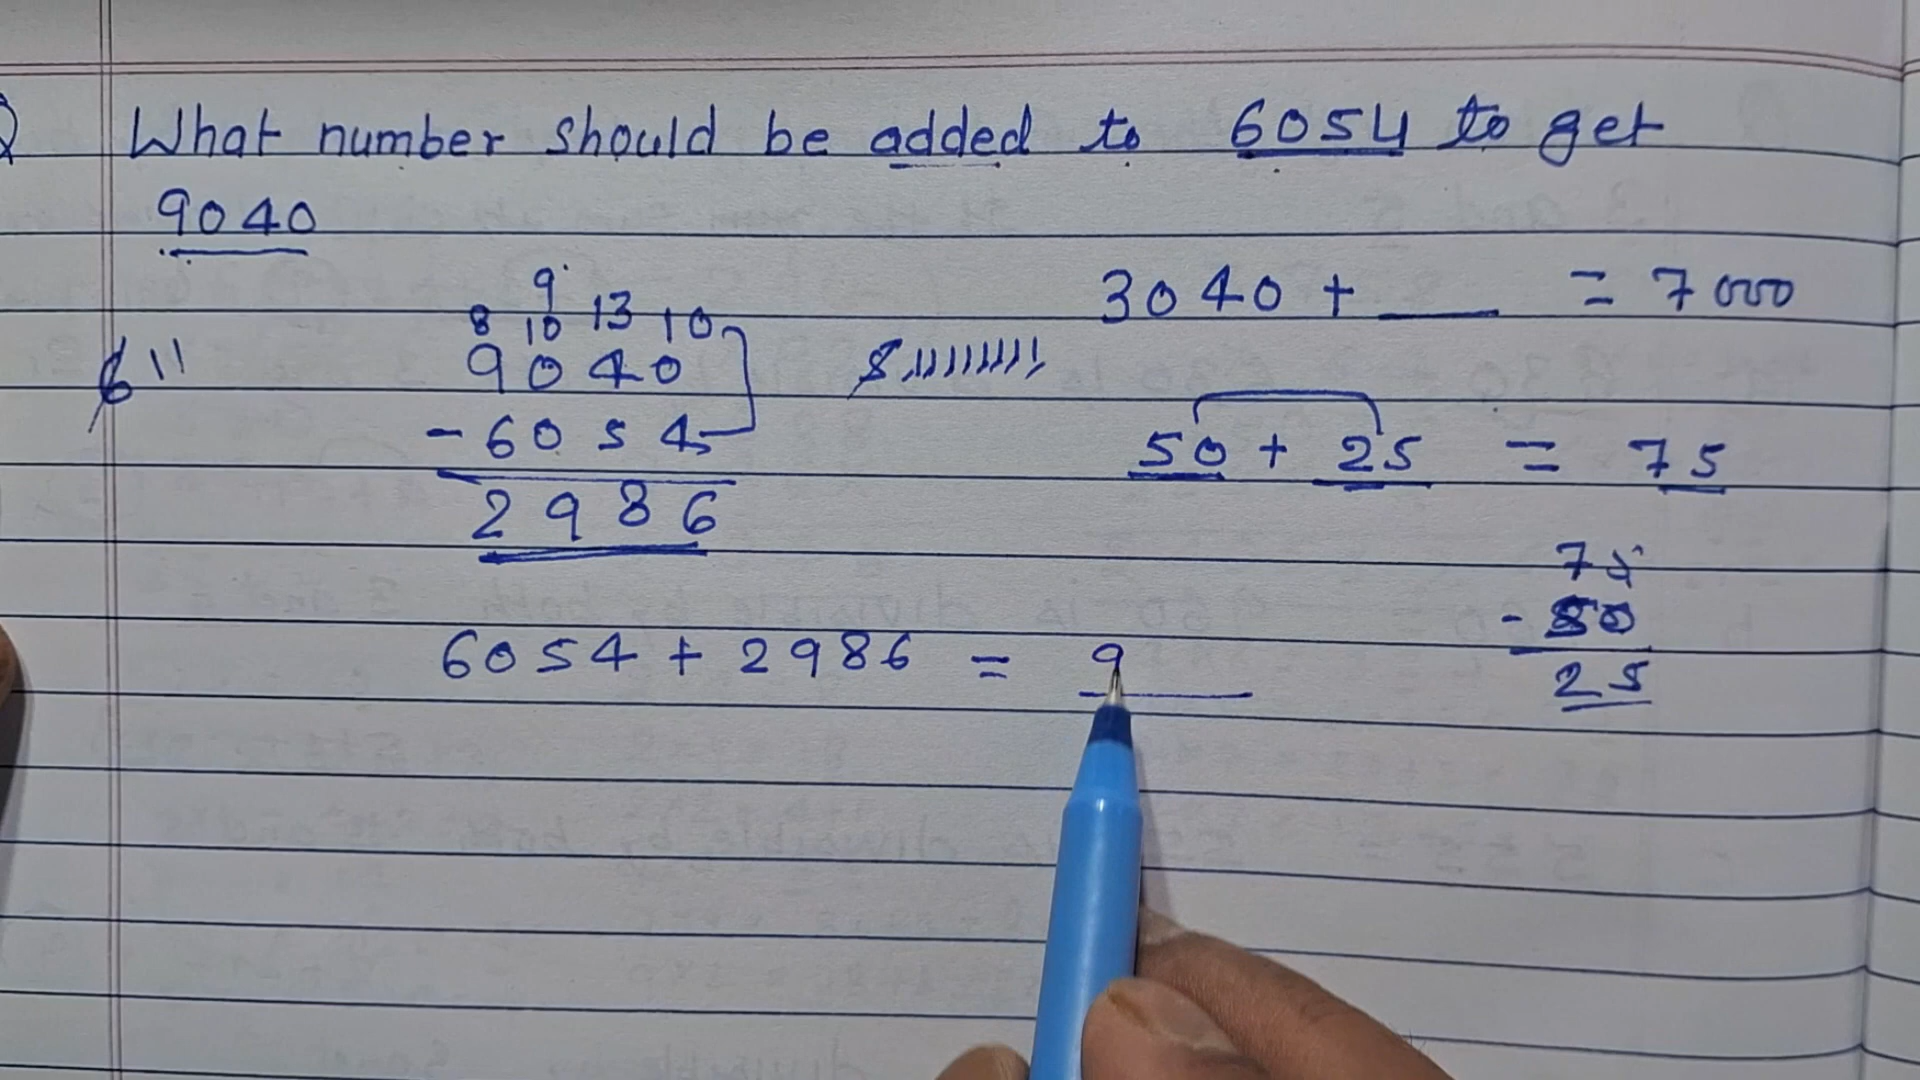 Q What number should be added to 6054 to get
9040
3040 + ___ = 7000
9
8 10 13 10
9040
- 6054
2986
6 11
50 + 25 = 75
75
- 50
25
6054 + 2986 = 9